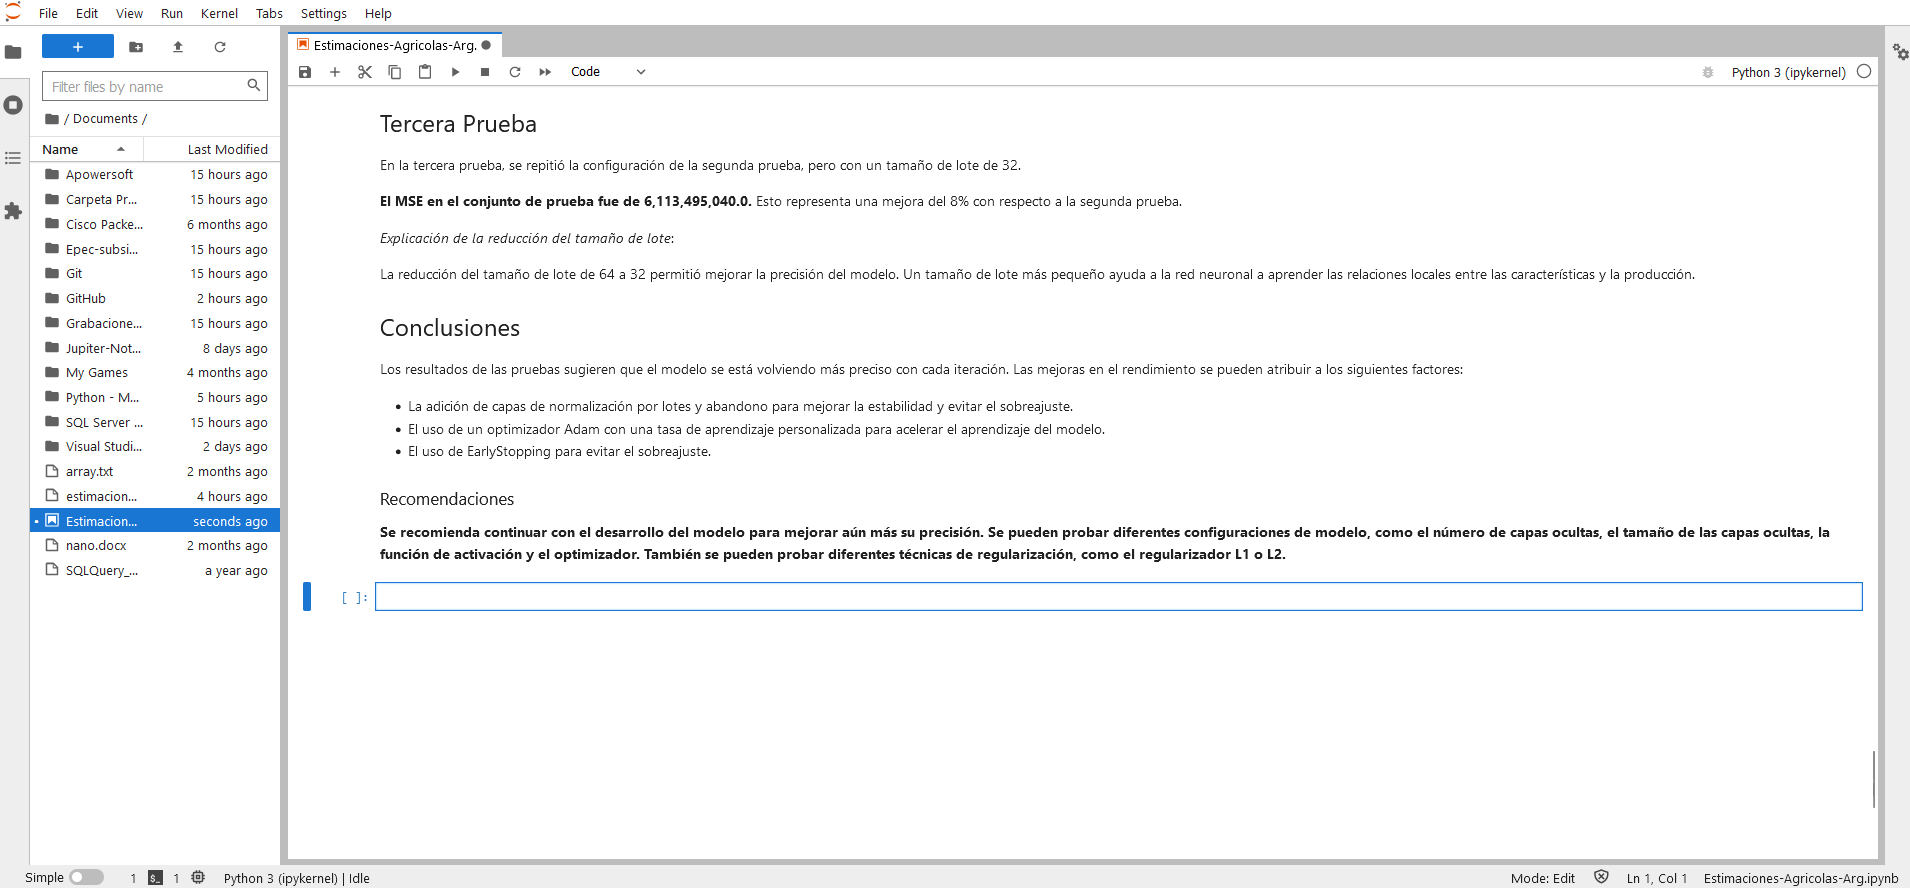 File Edit View Run Kernel Tabs Settings Help
Filter files by name
/ Documents /
Name Last Modified
Apowersoft 15 hours ago
Carpeta Pr... 15 hours ago
Cisco Packe... 6 months ago
Epec-subsi... 15 hours ago
Git 15 hours ago
GitHub 2 hours ago
Grabacione... 15 hours ago
Jupiter-Not... 8 days ago
My Games 4 months ago
Python - M... 5 hours ago
SQL Server ... 15 hours ago
Visual Studi... 2 days ago
array.txt 2 months ago
estimacion... 4 hours ago
Estimacion... seconds ago
nano.docx 2 months ago
SQLQuery_... a year ago
Estimaciones-Agricolas-Arg.
Code
Python 3 (ipykernel)
Tercera Prueba
En la tercera prueba, se repitió la configuración de la segunda prueba, pero con un tamaño de lote de 32.
El MSE en el conjunto de prueba fue de 6,113,495,040.0. Esto representa una mejora del 8% con respecto a la segunda prueba.
Explicación de la reducción del tamaño de lote:
La reducción del tamaño de lote de 64 a 32 permitió mejorar la precisión del modelo. Un tamaño de lote más pequeño ayuda a la red neuronal a aprender las relaciones locales entre las características y la producción.
Conclusiones
Los resultados de las pruebas sugieren que el modelo se está volviendo más preciso con cada iteración. Las mejoras en el rendimiento se pueden atribuir a los siguientes factores:
• La adición de capas de normalización por lotes y abandono para mejorar la estabilidad y evitar el sobreajuste.
• El uso de un optimizador Adam con una tasa de aprendizaje personalizada para acelerar el aprendizaje del modelo.
• El uso de EarlyStopping para evitar el sobreajuste.
Recomendaciones
Se recomienda continuar con el desarrollo del modelo para mejorar aún más su precisión. Se pueden probar diferentes configuraciones de modelo, como el número de capas ocultas, el tamaño de las capas ocultas, la
función de activación y el optimizador. También se pueden probar diferentes técnicas de regularización, como el regularizador L1 o L2.
[ ]:
Simple 1 $_ 1 Python 3 (ipykernel) | Idle
Mode: Edit Ln 1, Col 1 Estimaciones-Agricolas-Arg.ipynb